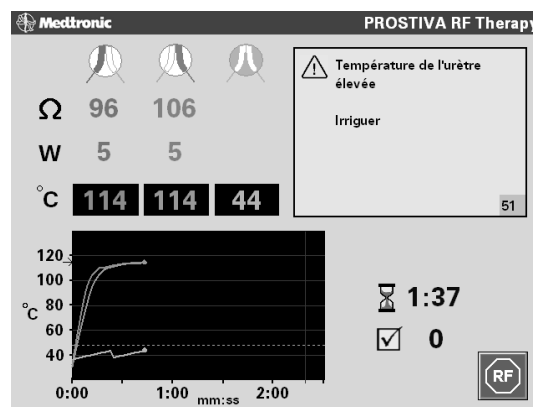 Medtronic
PROSTIVA RF Therapy
Température de l'urètre
élevée
Irriguer
51
Ω 96 106
W 5 5
°C 114 114 44
120
100
80
60
40
°C
0:00 1:00 2:00
mm:ss
1:37
0
RF